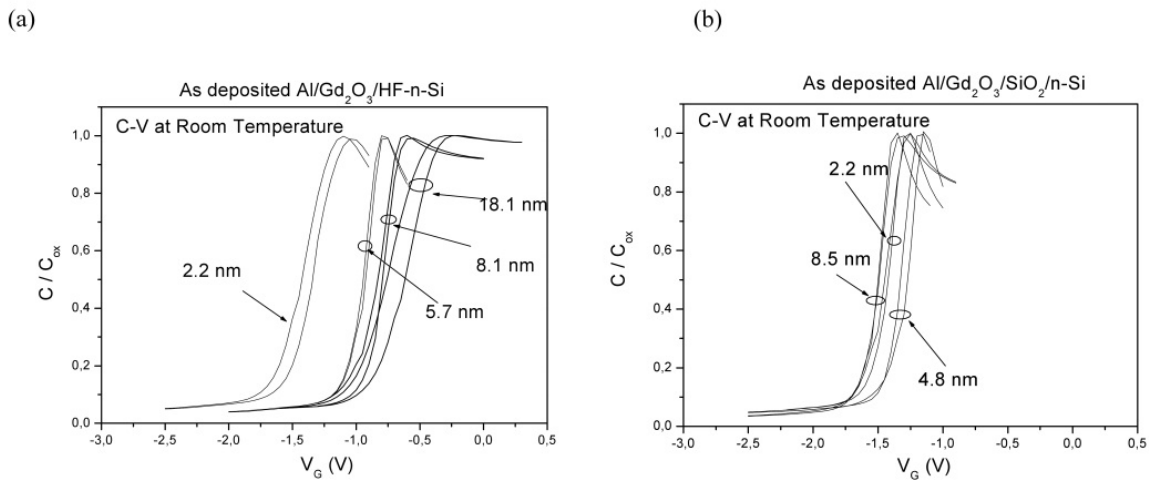 (a)
As deposited Al/Gd₂O₃/HF-n-Si
C-V at Room Temperature
1,0
0,8
0,6
0,4
0,2
0,0
C / Cₒₓ
2.2 nm
18.1 nm
8.1 nm
5.7 nm
-3,0 -2,5 -2,0 -1,5 -1,0 -0,5 0,0 0,5
V_G (V)
(b)
As deposited Al/Gd₂O₃/SiO₂/n-Si
C-V at Room Temperature
1,0
0,8
0,6
0,4
0,2
0,0
C / Cₒₓ
2.2 nm
8.5 nm
4.8 nm
-3,0 -2,5 -2,0 -1,5 -1,0 -0,5 0,0 0,5
V_G (V)